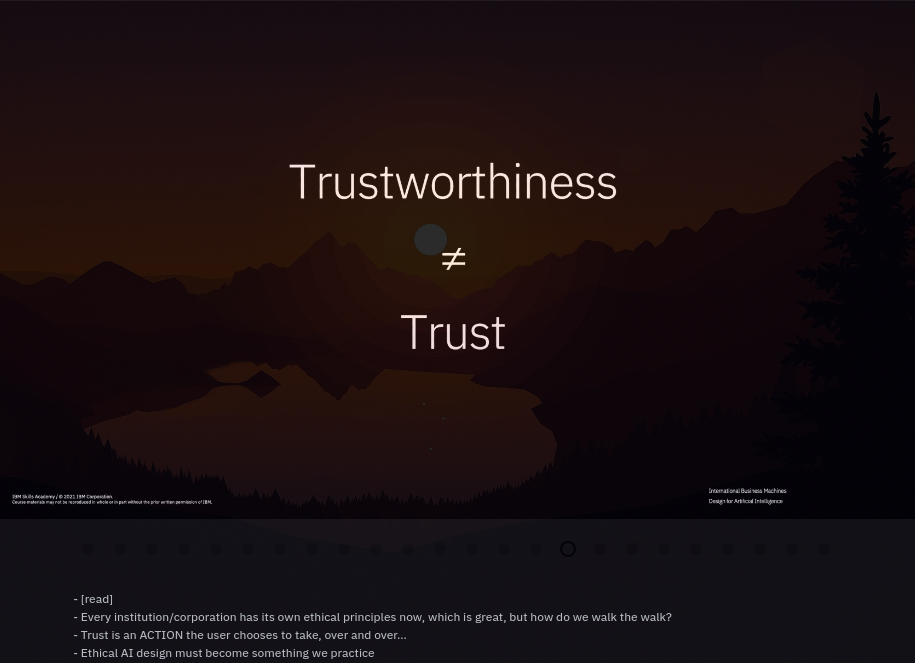 Trustworthiness
≠
Trust
IBM Skills Academy / © 2021 IBM Corporation.
Course materials may not be reproduced in whole or in part without the prior written permission of IBM.
International Business Machines
Design for Artificial Intelligence
- [read]
- Every institution/corporation has its own ethical principles now, which is great, but how do we walk the walk?
- Trust is an ACTION the user chooses to take, over and over...
- Ethical AI design must become something we practice